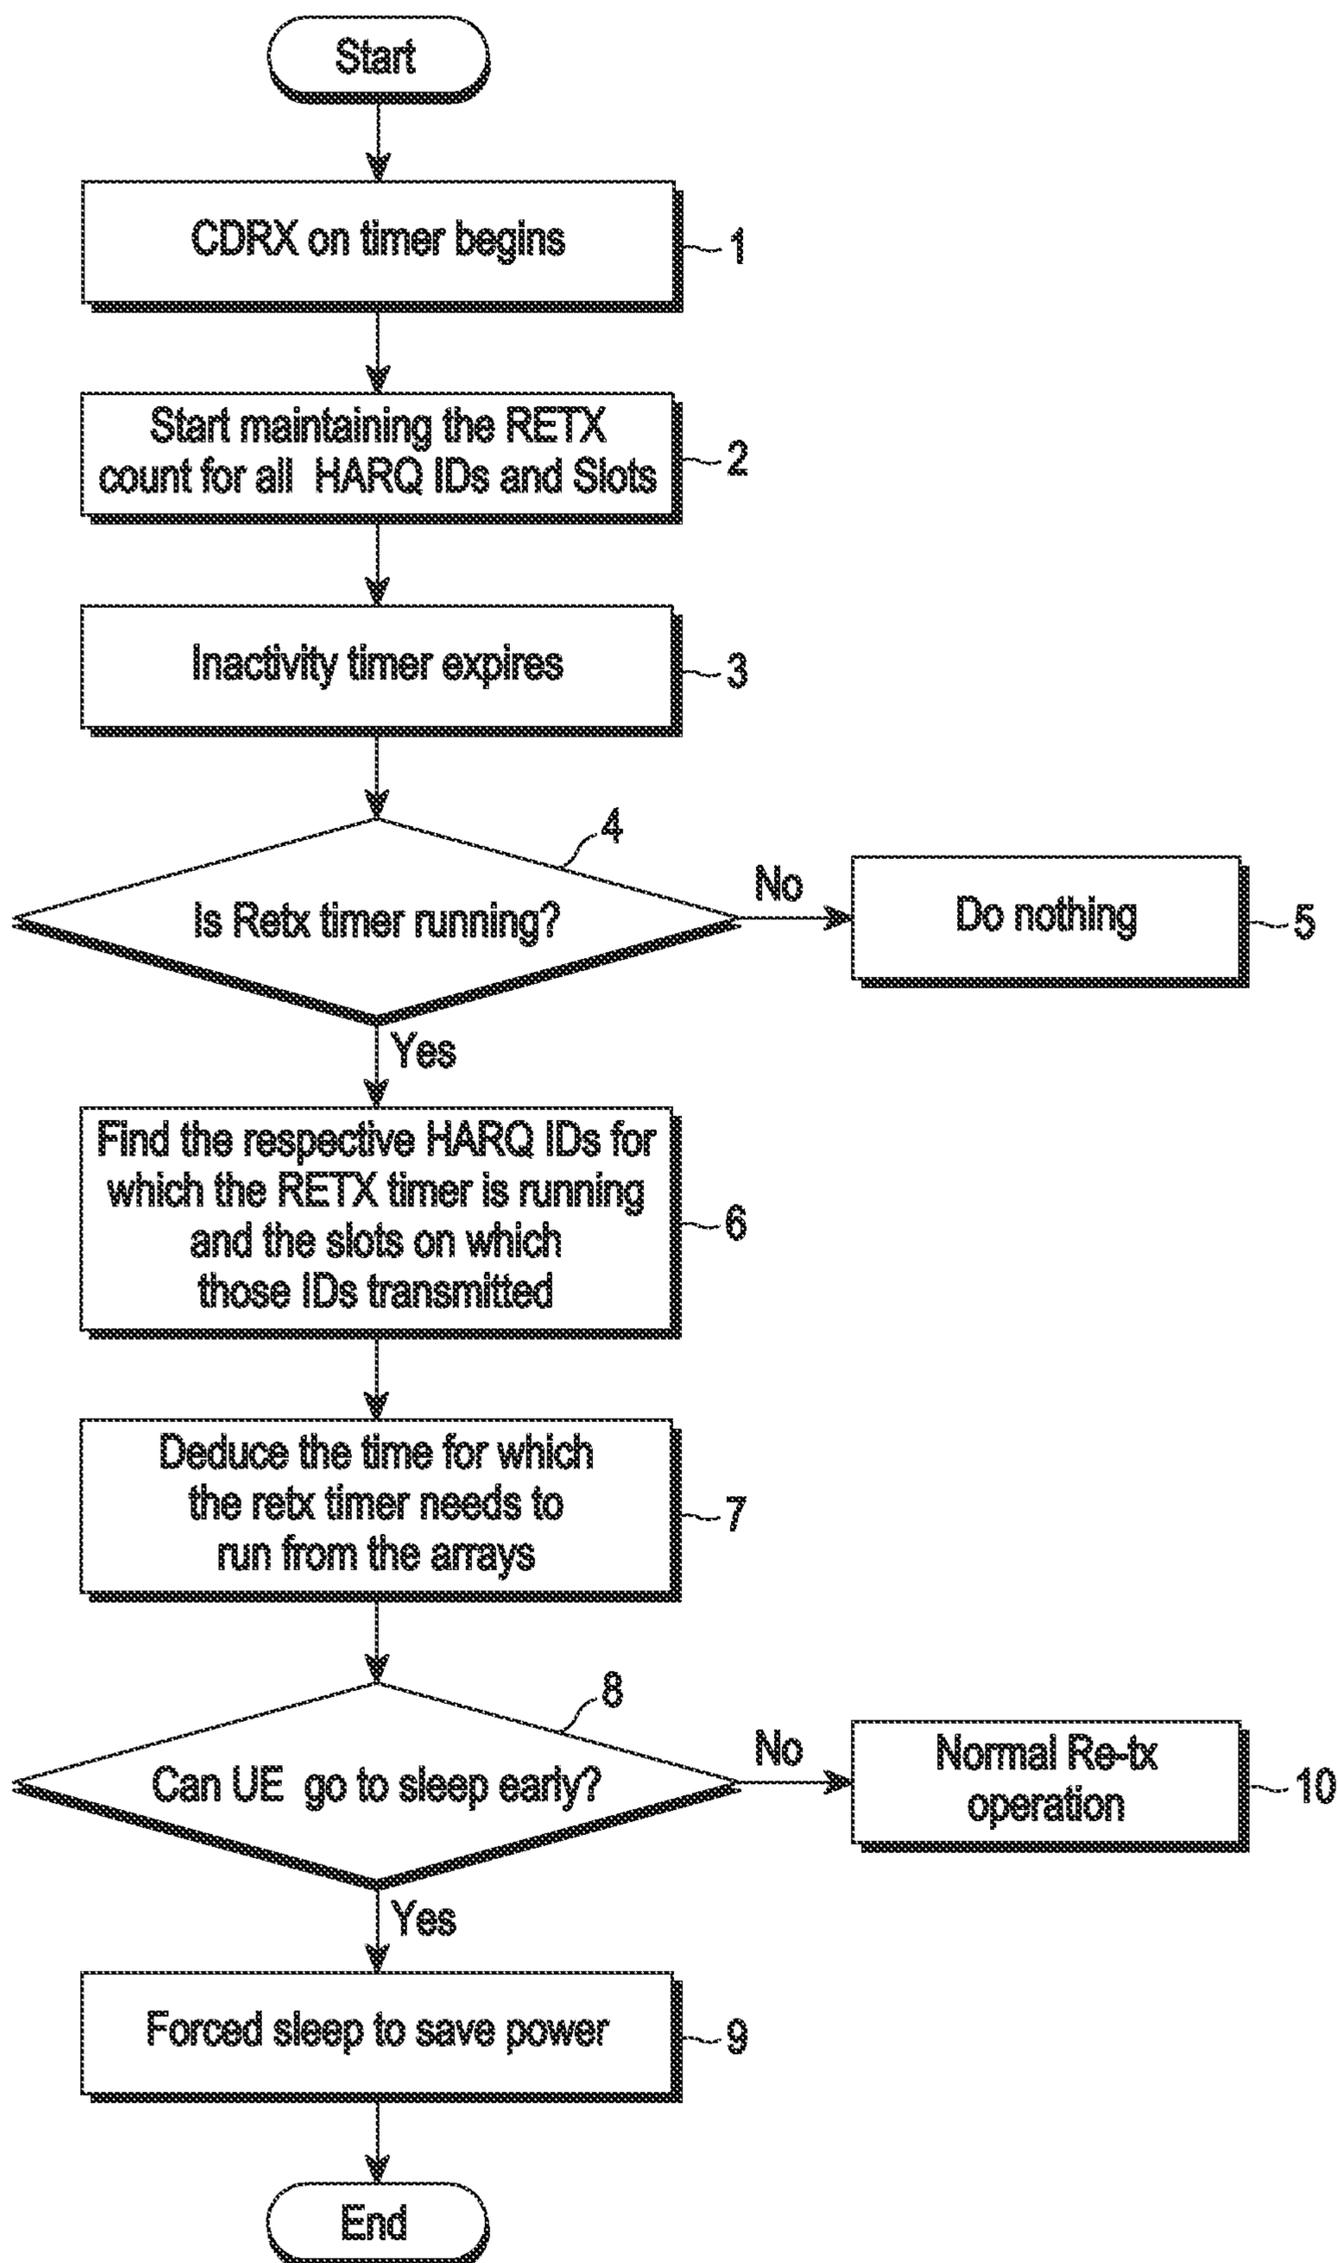 Start
CDRX on timer begins
1
Start maintaining the RETX
count for all HARQ IDs and Slots
2
Inactivity timer expires
3
4
Is Retx timer running?
No
Do nothing
5
Yes
Find the respective HARQ IDs for
which the RETX timer is running
and the slots on which
those IDs transmitted
6
Deduce the time for which
the retx timer needs to
run from the arrays
7
8
Can UE go to sleep early?
No
Normal Re-tx
operation
10
Yes
Forced sleep to save power
9
End